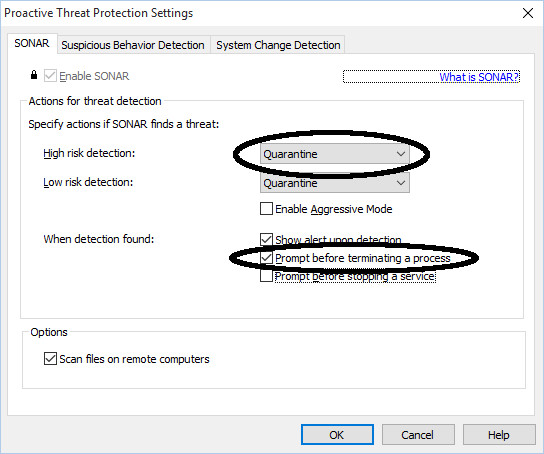 Proactive Threat Protection Settings
SONAR Suspicious Behavior Detection System Change Detection
Enable SONAR What is SONAR?
Actions for threat detection
Specify actions if SONAR finds a threat:
High risk detection: Quarantine
Low risk detection: Quarantine
Enable Aggressive Mode
When detection found: Show alert upon detection
Prompt before terminating a process
Prompt before stopping a service
Options
Scan files on remote computers
OK Cancel Help